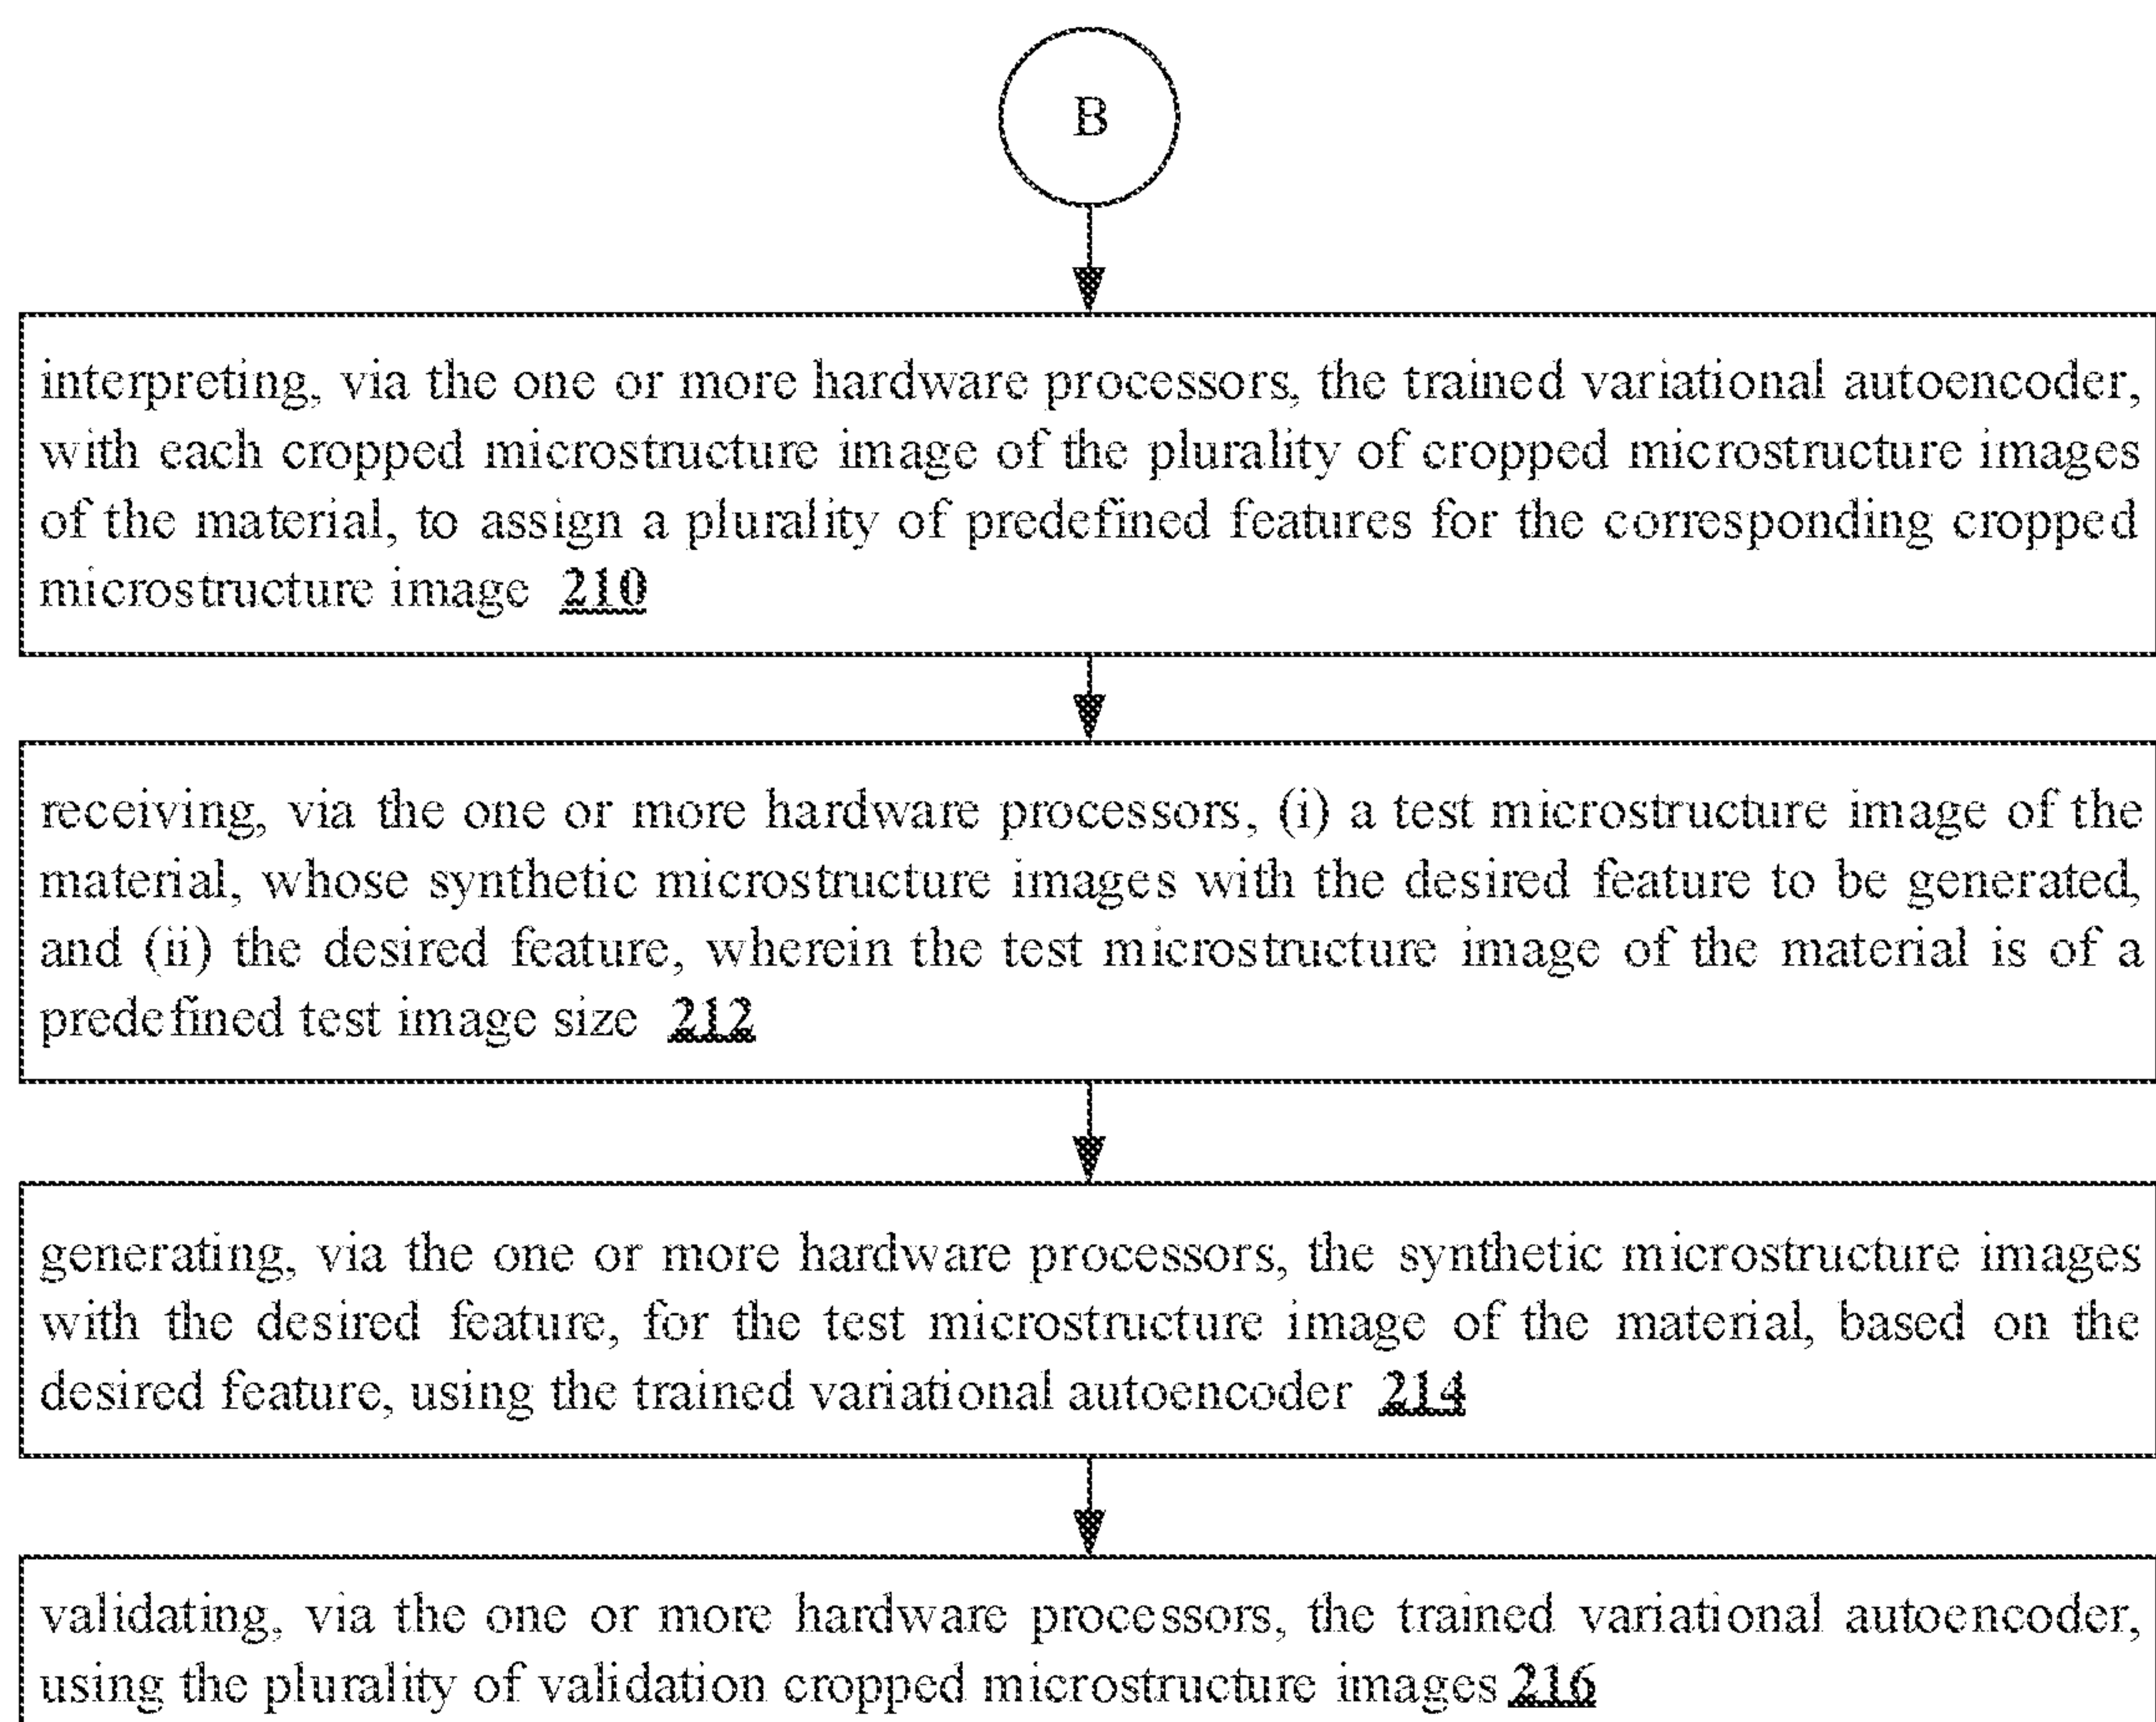 B
interpreting, via the one or more hardware processors, the trained variational autoencoder,
with each cropped microstructure image of the plurality of cropped microstructure images
of the material, to assign a plurality of predefined features for the corresponding cropped
microstructure image 210
receiving, via the one or more hardware processors, (i) a test microstructure image of the
material, whose synthetic microstructure images with the desired feature to be generated,
and (ii) the desired feature, wherein the test microstructure image of the material is of a
predefined test image size 212
generating, via the one or more hardware processors, the synthetic microstructure images
with the desired feature, for the test microstructure image of the material, based on the
desired feature, using the trained variational autoencoder 214
validating, via the one or more hardware processors, the trained variational autoencoder,
using the plurality of validation cropped microstructure images 216